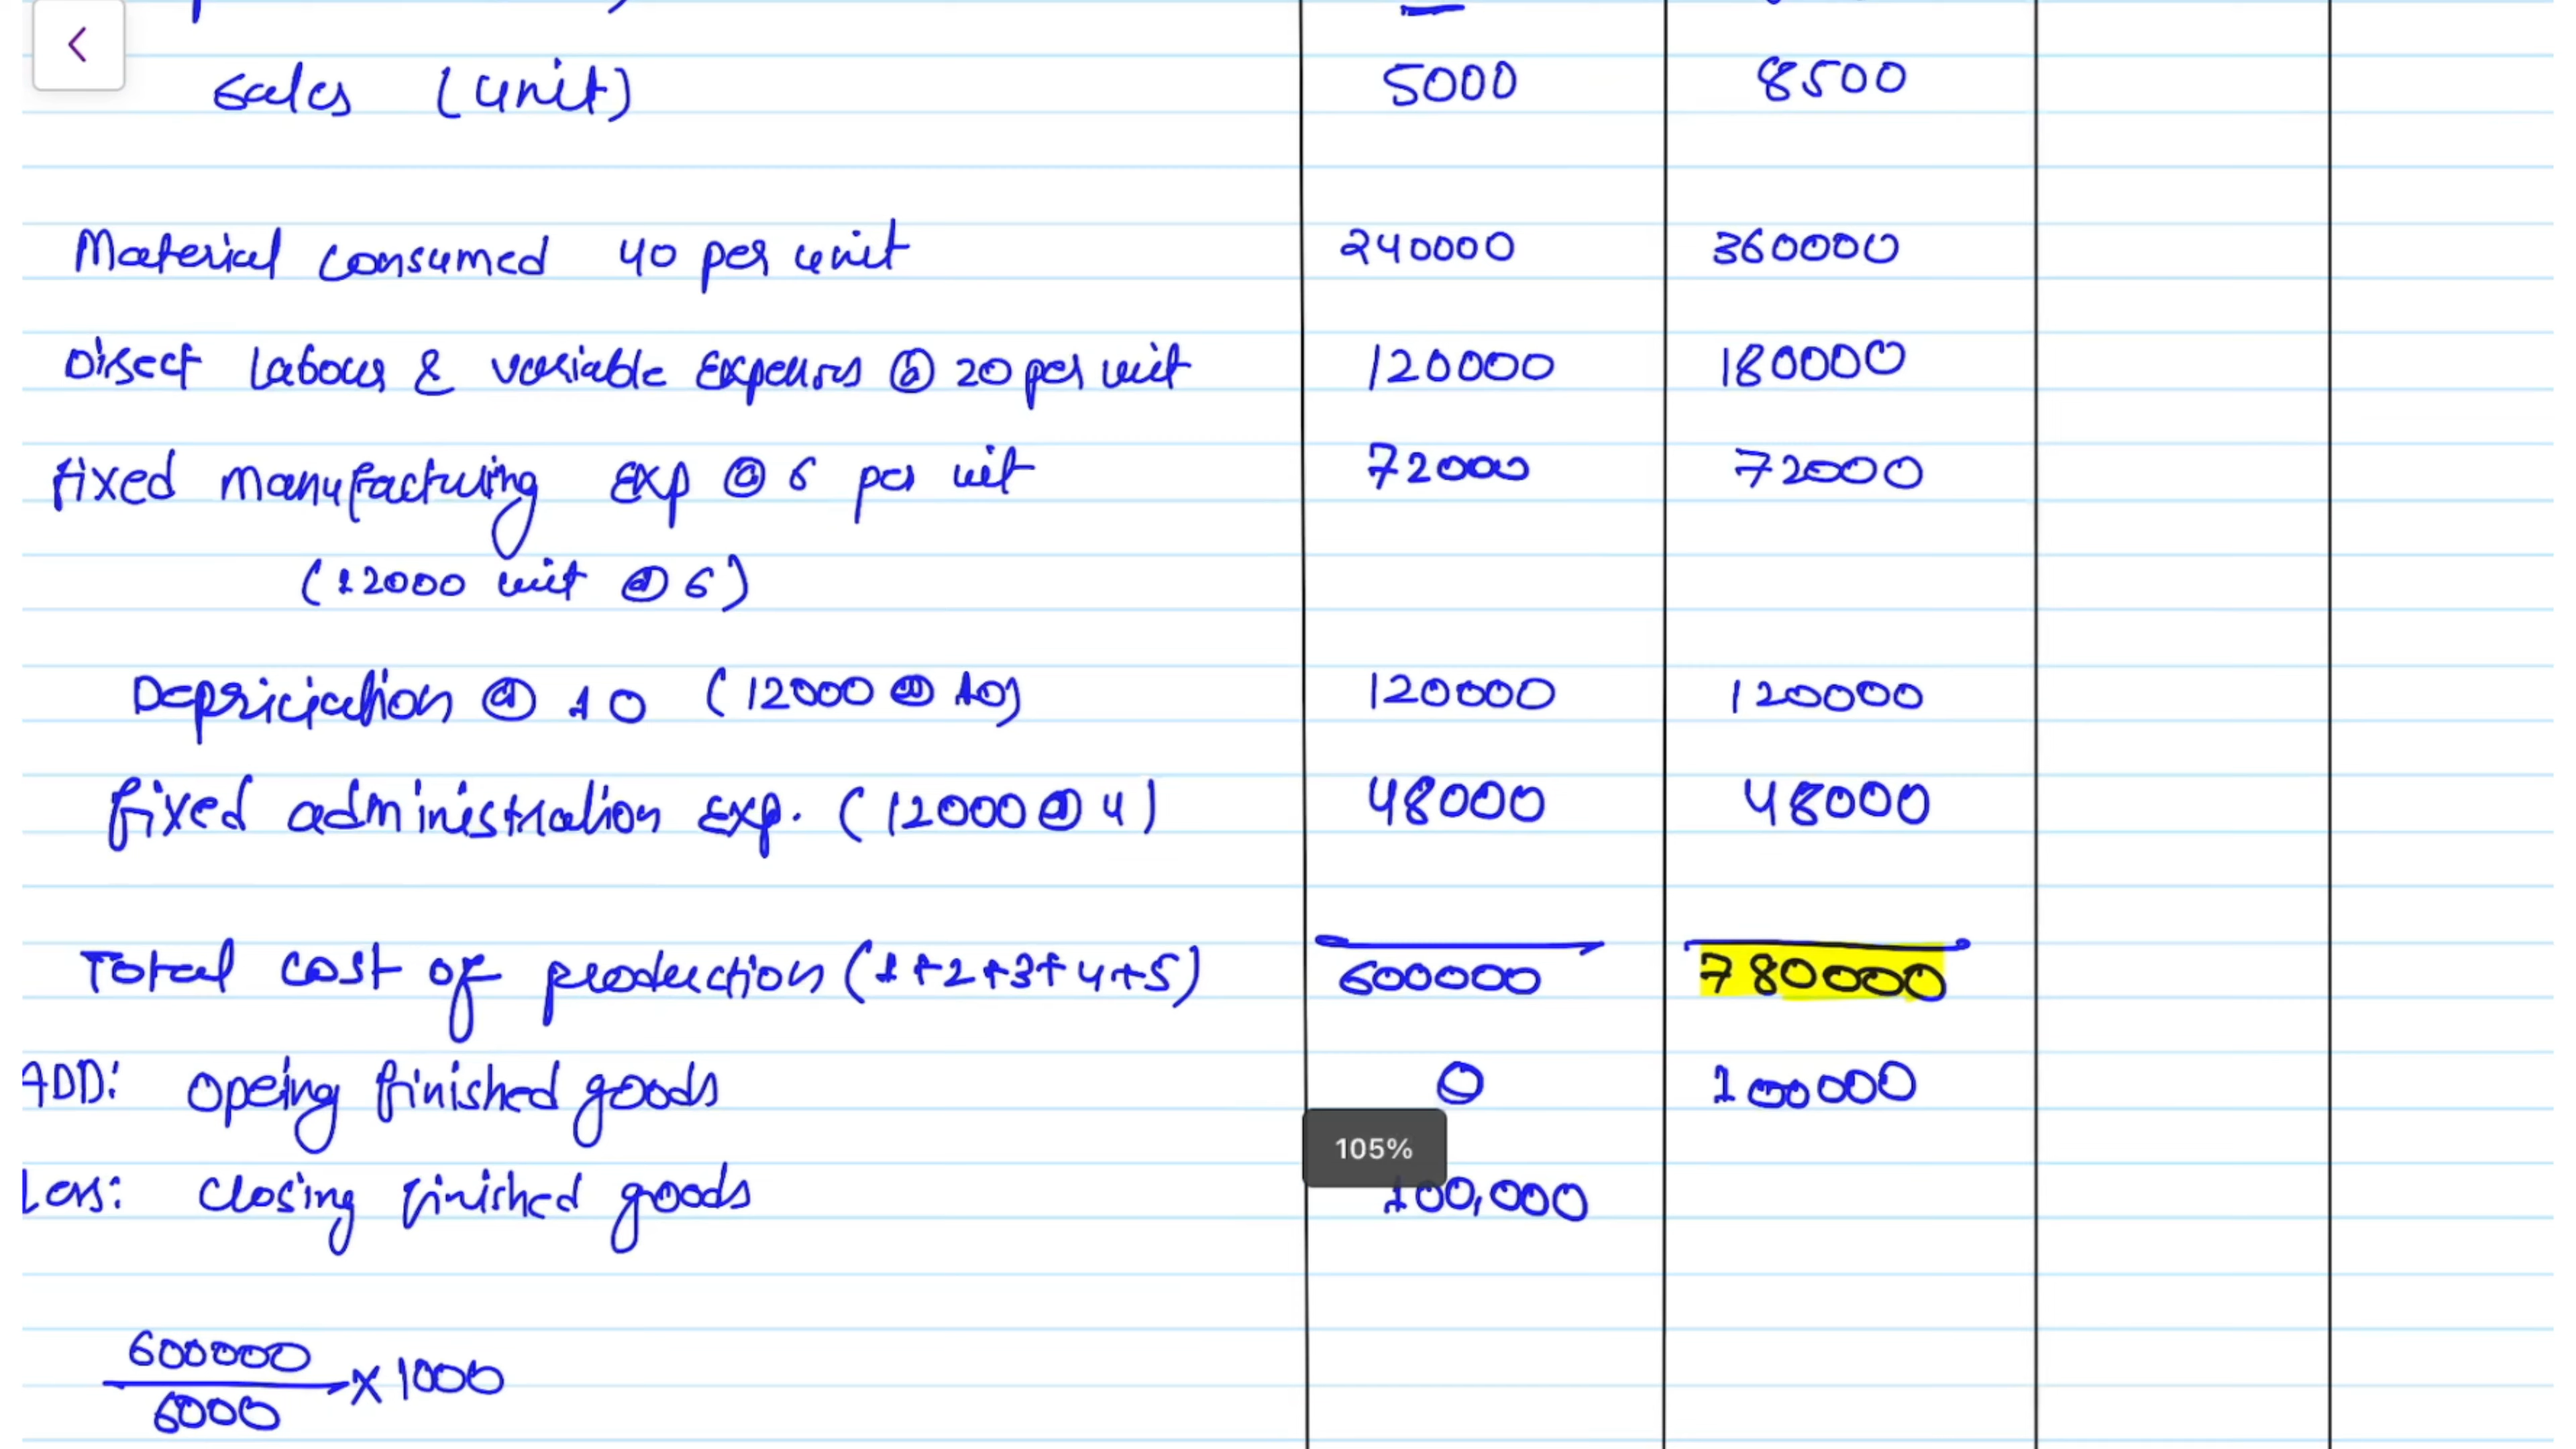 sales (unit) 5000 8500
Material consumed 40 per unit 240000 360000
Direct labour & variable Expenses @ 20 per unit 120000 180000
fixed manufacturing Exp @ 6 per unit 72000 72000
(12000 unit @ 6)
Depriciation @ 10 (12000 @ 10) 120000 120000
fixed administration Exp. (12000 @ 4) 48000 48000
Total cost of production (1+2+3+4+5) 600000 780000
ADD: Opeing finished goods 0 100000
105%
Less: closing finished goods 100,000
600000
x 1000
6000